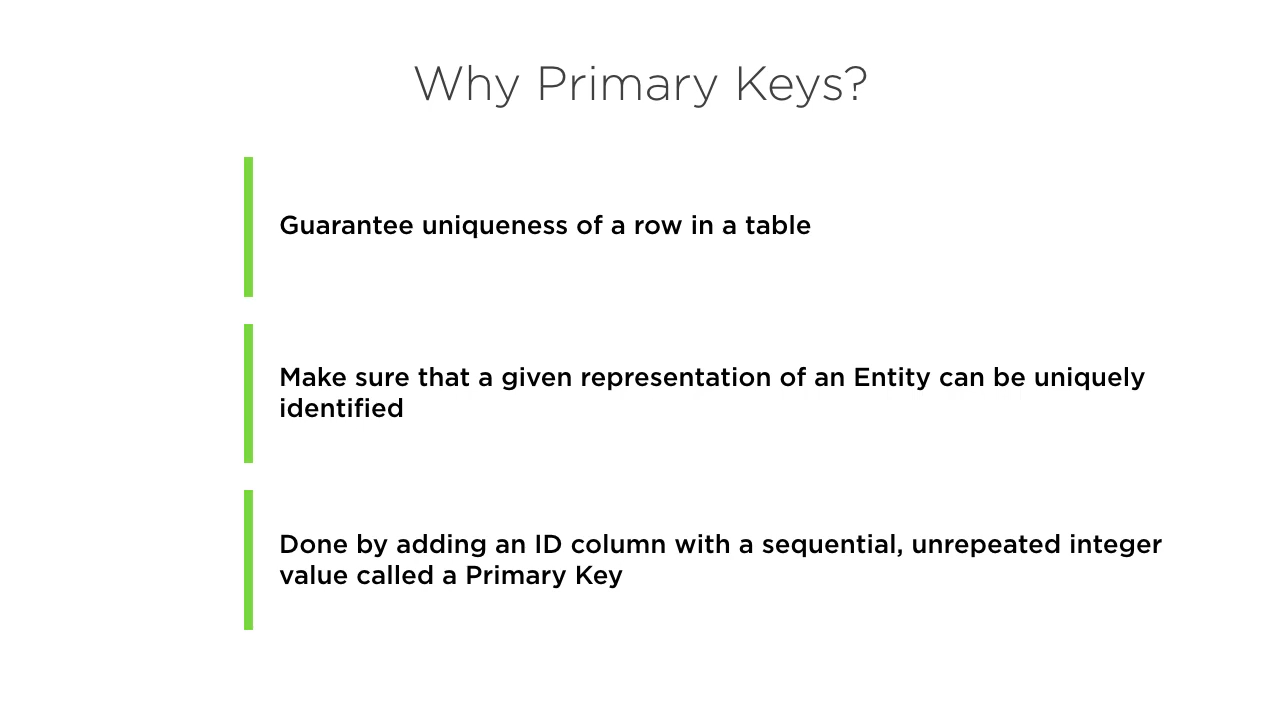 Why Primary Keys?
Guarantee uniqueness of a row in a table
Make sure that a given representation of an Entity can be uniquely
identified
Done by adding an ID column with a sequential, unrepeated integer
value called a Primary Key